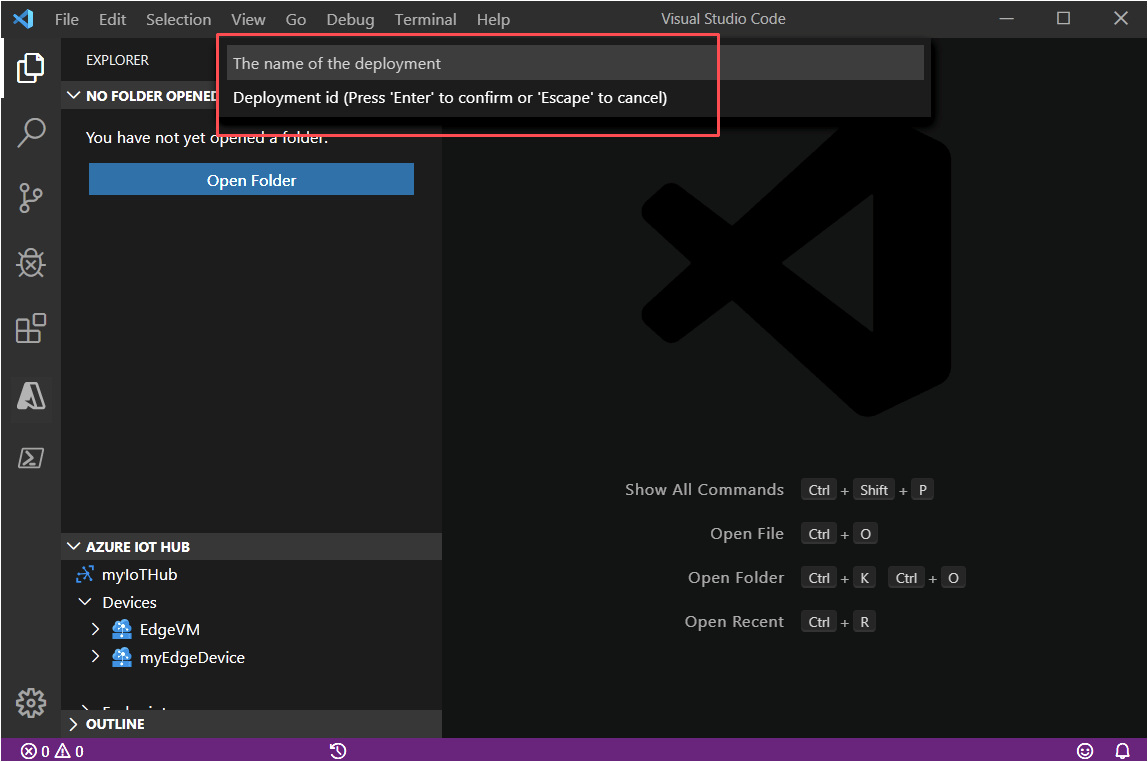 File Edit Selection View Go Debug Terminal Help Visual Studio Code
EXPLORER
The name of the deployment
NO FOLDER OPENED
Deployment id (Press 'Enter' to confirm or 'Escape' to cancel)
You have not yet opened a folder.
Open Folder
Show All Commands Ctrl + Shift + P
Open File Ctrl + O
Open Folder Ctrl + K Ctrl + O
Open Recent Ctrl + R
AZURE IOT HUB
myIoTHub
Devices
EdgeVM
myEdgeDevice
OUTLINE
0 0